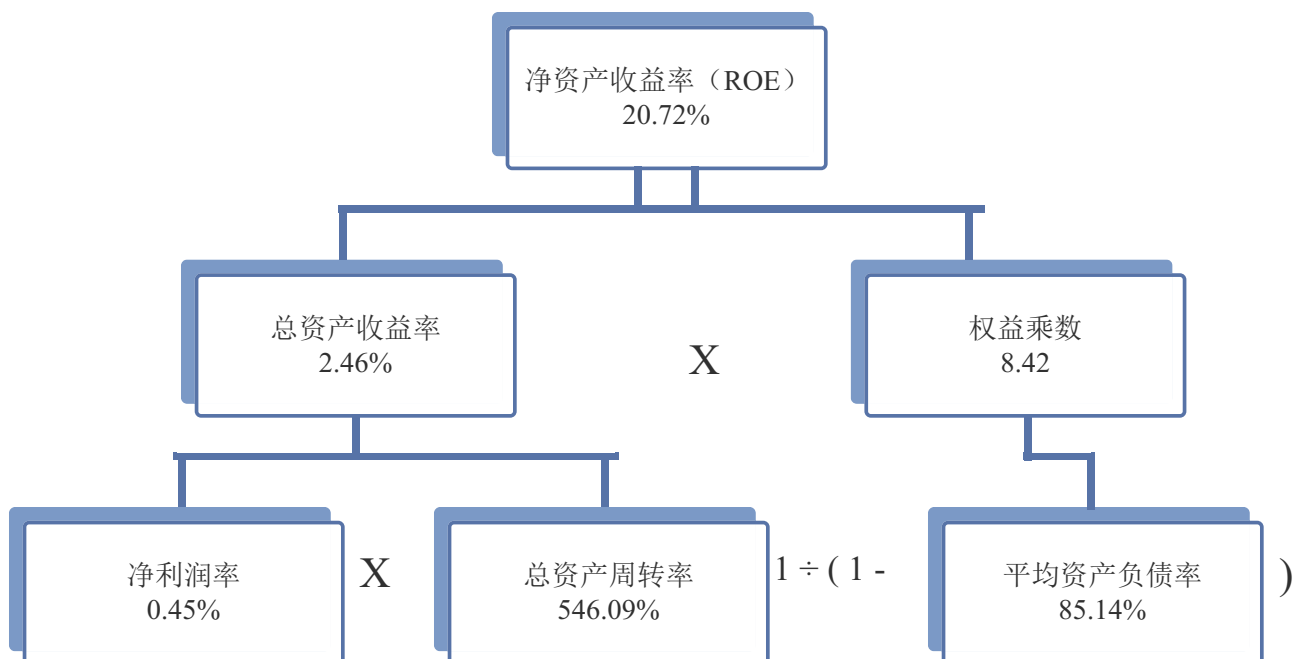 净资产收益率（ROE）
20.72%
总资产收益率
2.46%
X
权益乘数
8.42
净利润率
0.45%
X
总资产周转率
546.09%
1 ÷ ( 1 -
平均资产负债率
85.14%
)